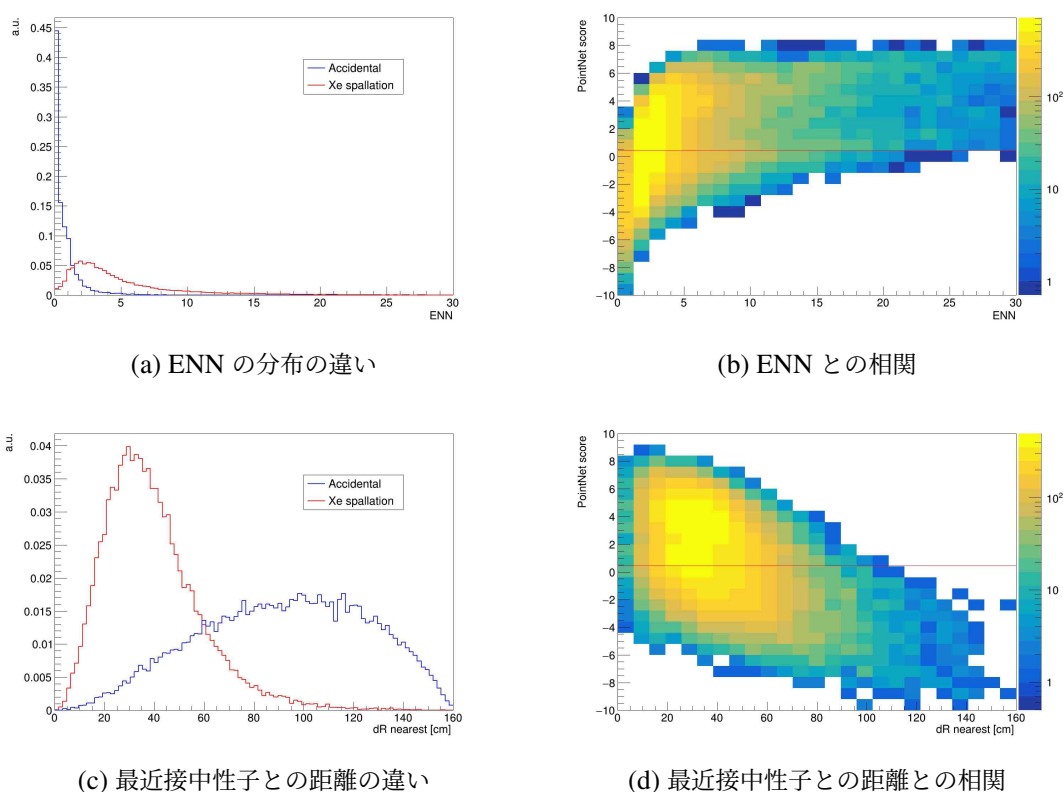 a.u.
0.45
0.4
0.35
0.3
0.25
0.2
0.15
0.1
0.05
0
0 5 10 15 20 25 30
ENN
Accidental
Xe spallation
(a) ENN の分布の違い
PointNet score
10
8
6
4
2
0
−2
−4
−6
−8
−10
0 5 10 15 20 25 30
ENN
10²
10
1
(b) ENN との相関
a.u.
0.04
0.035
0.03
0.025
0.02
0.015
0.01
0.005
0
0 20 40 60 80 100 120 140 160
dR nearest [cm]
Accidental
Xe spallation
(c) 最近接中性子との距離の違い
PointNet score
10
8
6
4
2
0
−2
−4
−6
−8
−10
0 20 40 60 80 100 120 140 160
dR nearest [cm]
10²
10
1
(d) 最近接中性子との距離との相関